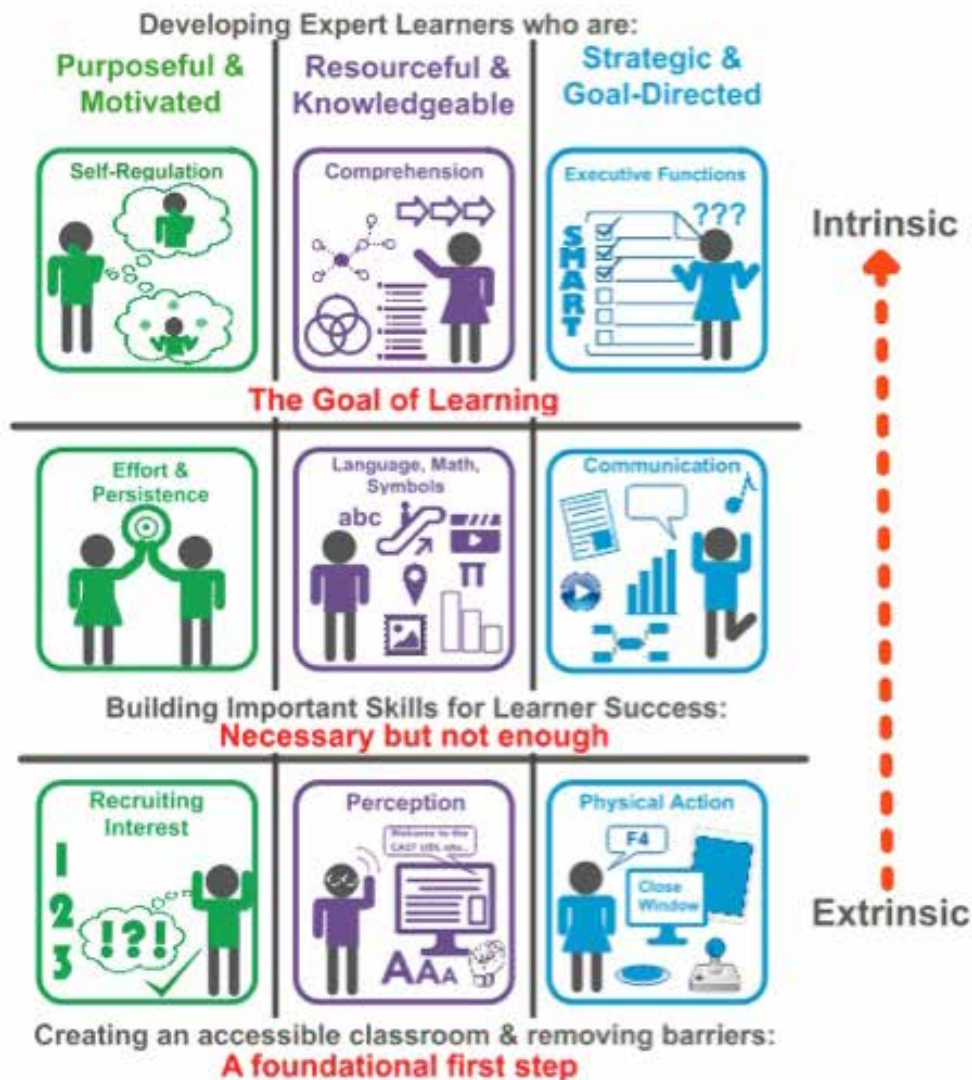 Developing Expert Learners who are:
Purposeful &
Motivated
Resourceful &
Knowledgeable
Strategic &
Goal-Directed
Self-Regulation
Comprehension
Executive Functions
???
SMART
Intrinsic
The Goal of Learning
Effort &
Persistence
Language, Math,
Symbols
abc
π
Communication
Building Important Skills for Learner Success:
Necessary but not enough
Recruiting
Interest
1
2
3
!?!
Perception
Welcome to the
CAST UDL site...
AAA
Physical Action
F4
Close
Window
Extrinsic
Creating an accessible classroom & removing barriers:
A foundational first step